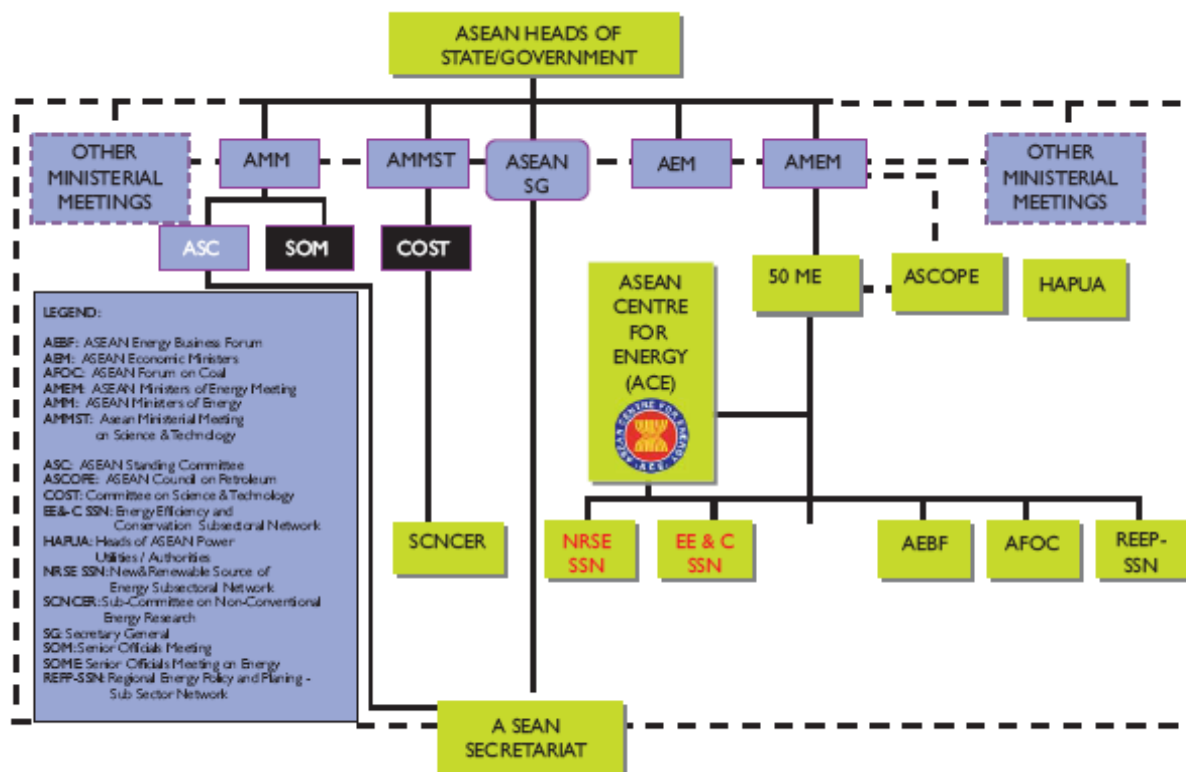 ASEAN HEADS OF
STATE/GOVERNMENT
OTHER
MINISTERIAL
MEETINGS
AMM
AMMST
ASEAN
SG
AEM
AMEM
OTHER
MINISTERIAL
MEETINGS
ASC
SOM
COST
ASEAN
CENTRE
FOR
ENERGY
(ACE)
ASEAN CENTRE FOR ENERGY
·ACE·
50 ME
ASCOPE
HAPUA
LEGEND:
AEBF: ASEAN Energy Business Forum
AEM: ASEAN Economic Ministers
AFOC: ASEAN Forum on Coal
AMEM: ASEAN Ministers of Energy Meeting
AMM: ASEAN Ministers of Energy
AMMST: Asean Ministerial Meeting
on Science & Technology
ASC: ASEAN Standing Committee
ASCOPE: ASEAN Council on Petroleum
COST: Committee on Science & Technology
EE&-C SSN: Energy Efficiency and
Conservation Subsectoral Network
HAPUA: Heads of ASEAN Power
Utilities / Authorities
NRSE SSN: New&Renewable Source of
Energy Subsectoral Network
SCNCER: Sub-Committee on Non-Conventional
Energy Research
SG: Secretary General
SOM: Senior Officials Meeting
SOME: Senior Officials Meeting on Energy
REPP-SSN: Regional Energy Policy and Planing -
Sub Sector Network
SCNCER
NRSE
SSN
EE & C
SSN
AEBF
AFOC
REEP-
SSN
A SEAN
SECRETARIAT